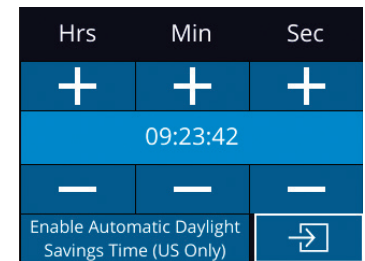 Hrs Min Sec
+ + +
09:23:42
— — —
Enable Automatic Daylight
Savings Time (US Only)